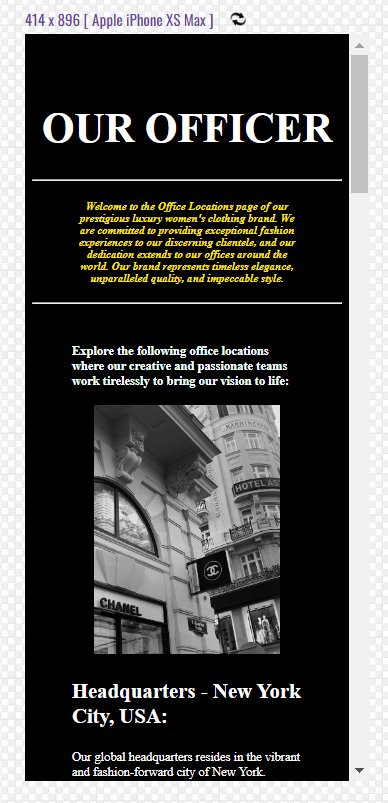 414 x 896 [ Apple iPhone XS Max ]
OUR OFFICER
Welcome to the Office Locations page of our
prestigious luxury women's clothing brand. We
are committed to providing exceptional fashion
experiences to our discerning clientele, and our
dedication extends to our offices around the
world. Our brand represents timeless elegance,
unparalleled quality, and impeccable style.
Explore the following office locations
where our creative and passionate teams
work tirelessly to bring our vision to life:
HOTEL AS
CHANEL
Headquarters - New York
City, USA:
Our global headquarters resides in the vibrant
and fashion-forward city of New York.